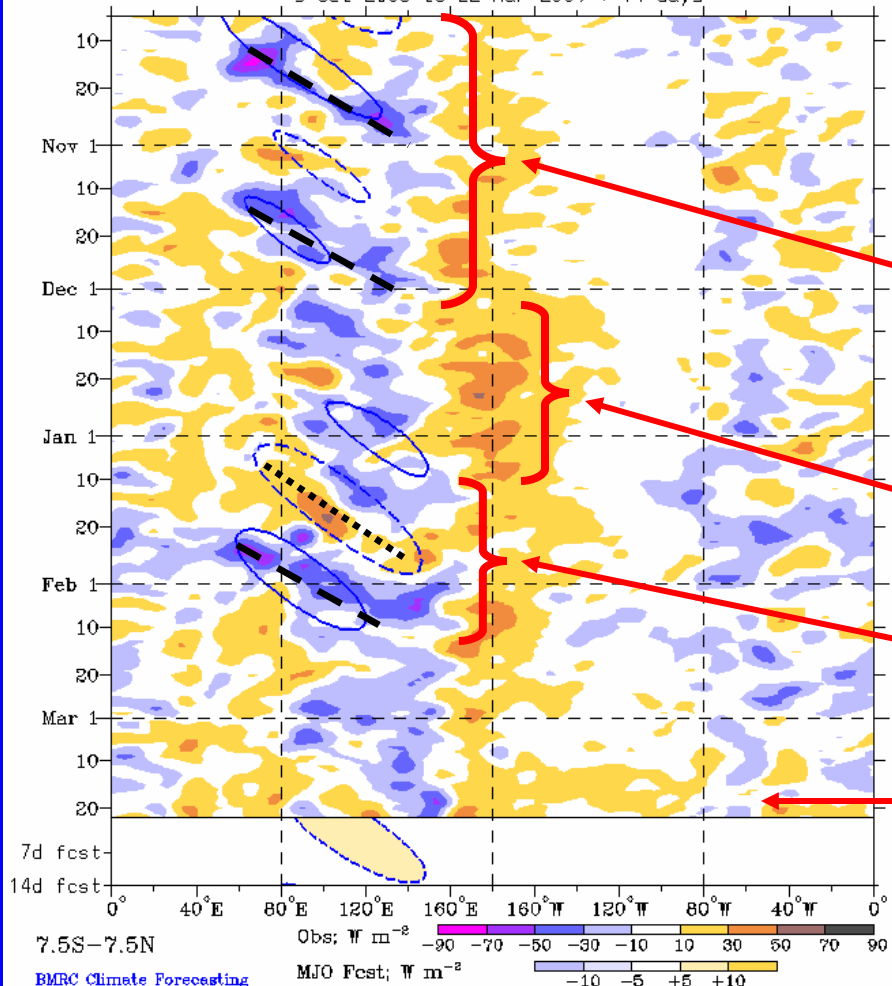 10
20
Nov 1
10
20
Dec 1
10
20
Jan 1
10
20
Feb 1
10
20
Mar 1
10
20
7d fcst
14d fcst
0° 40°E 80°E 120°E 160°E 160°W 120°W 80°W 40°W 0°
7.5S-7.5N
Obs; W m⁻²
-90 -70 -50 -30 -10 10 30 50 70 90
BMRC Climate Forecasting
MJO Fcst; W m⁻²
-10 -5 +5 +10